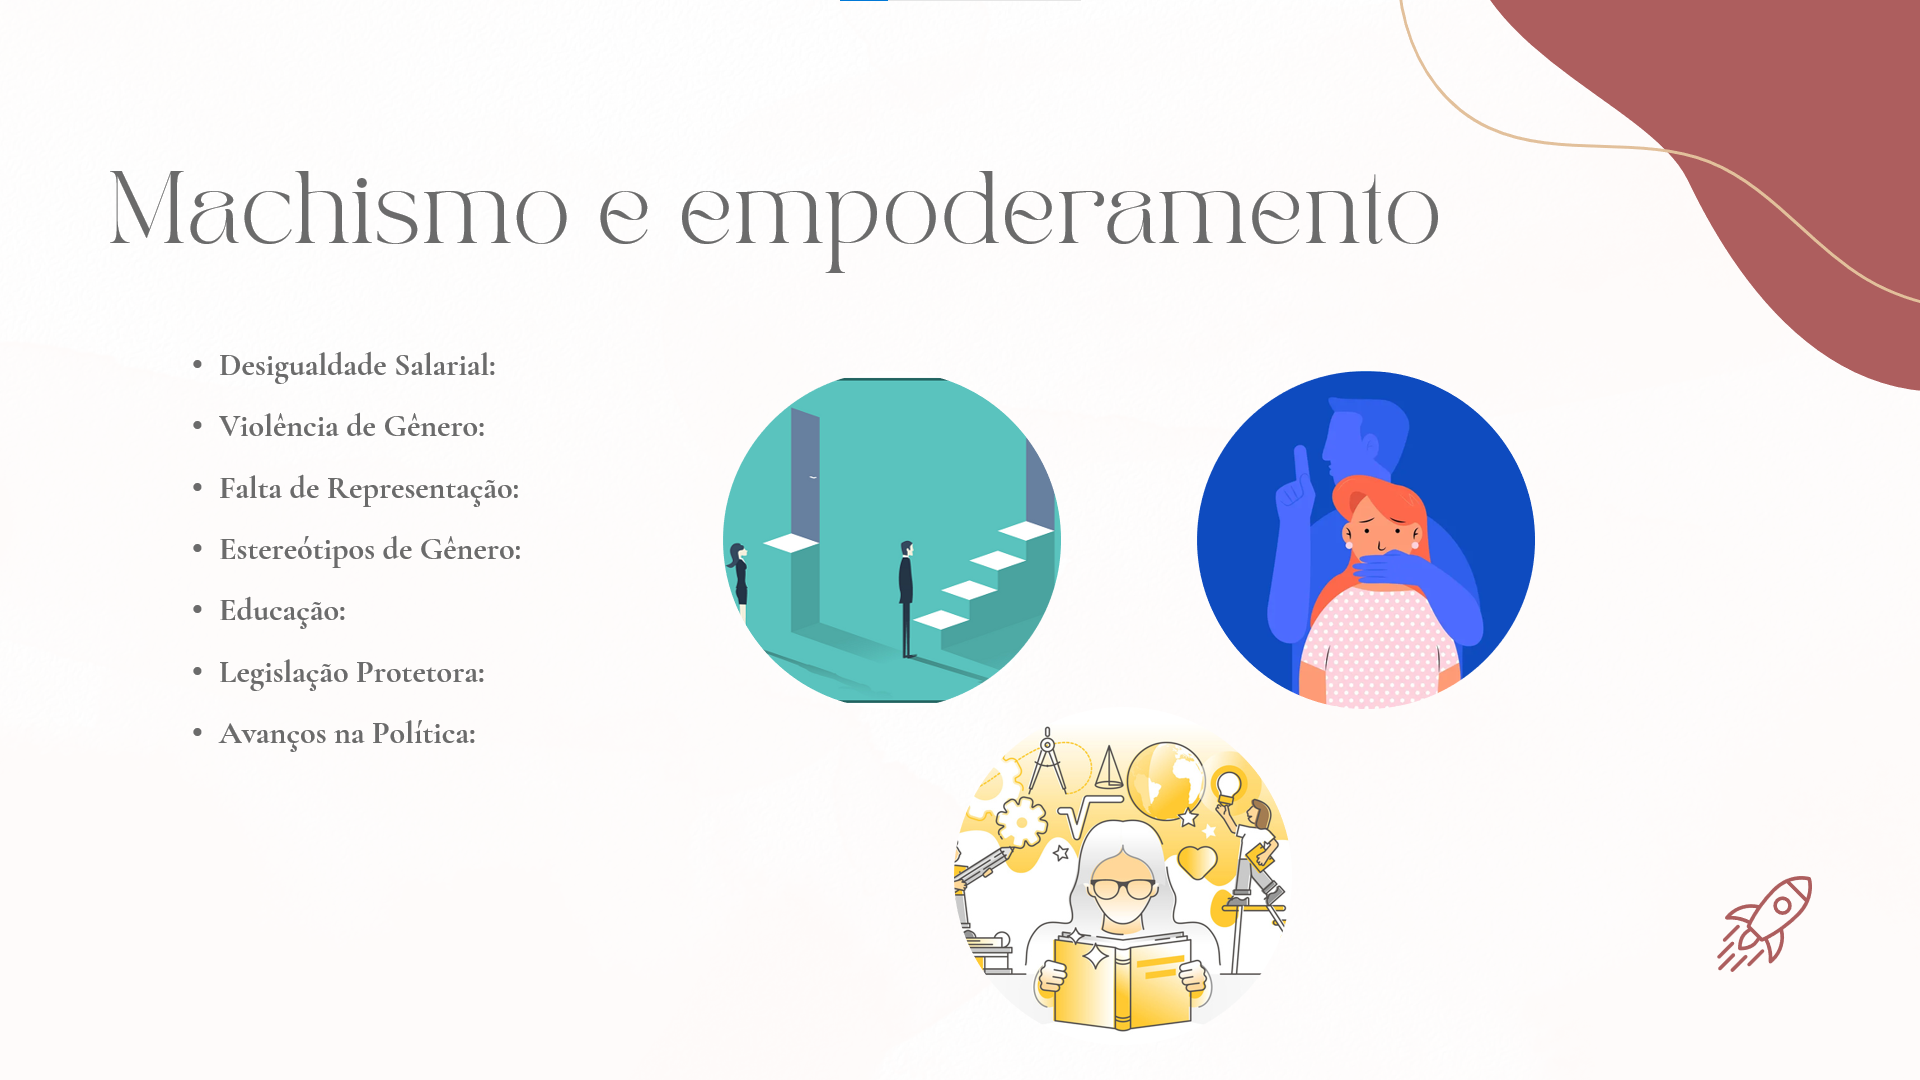 Machismo e empoderamento
• Desigualdade Salarial:
• Violência de Gênero:
• Falta de Representação:
• Estereótipos de Gênero:
• Educação:
• Legislação Protetora:
• Avanços na Política: